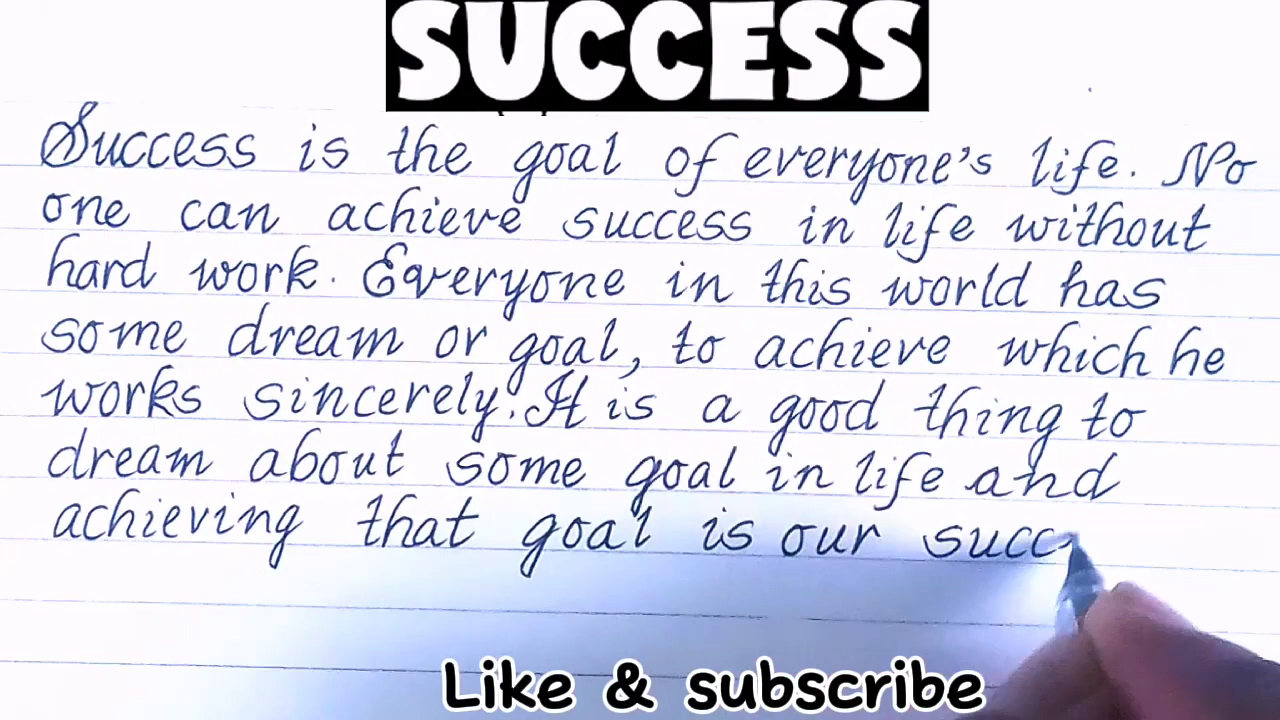 SUCCESS
Success is the goal of everyone's life. No
one can achieve success in life without
hard work. Everyone in this world has
some dream or goal, to achieve which he
works sincerely. It is a good thing to
dream about some goal in life and
achieving that goal is our succ
Like & subscribe